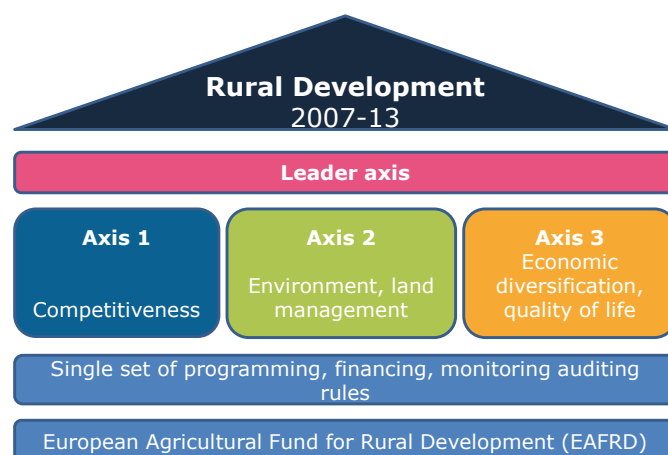 Rural Development
2007-13
Leader axis
Axis 1
Competitiveness
Axis 2
Environment, land
management
Axis 3
Economic
diversification,
quality of life
Single set of programming, financing, monitoring auditing
rules
European Agricultural Fund for Rural Development (EAFRD)